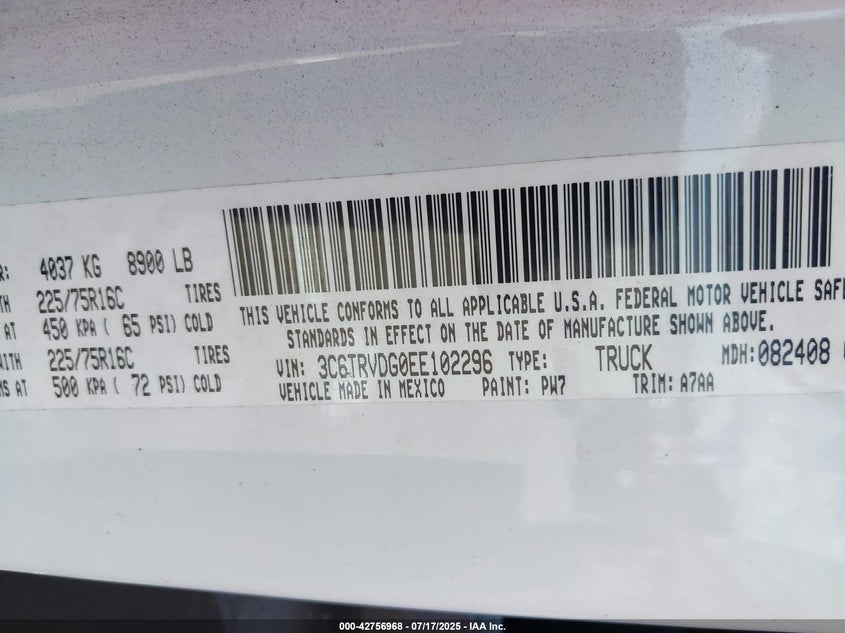 R: 4037 KG 8900 LB
TH 225/75R16C TIRES
AT 450 KPA ( 65 PSI) COLD
WITH 225/75R16C TIRES
MS AT 500 KPA ( 72 PSI) COLD
THIS VEHICLE CONFORMS TO ALL APPLICABLE U.S.A. FEDERAL MOTOR VEHICLE SAFE
STANDARDS IN EFFECT ON THE DATE OF MANUFACTURE SHOWN ABOVE.
VIN: 3C6TRVDG0EE102296 TYPE: TRUCK MDH:082408
VEHICLE MADE IN MEXICO PAINT: PW7 TRIM: A7AA
000-42756968 - 07/17/2025 - IAA Inc.